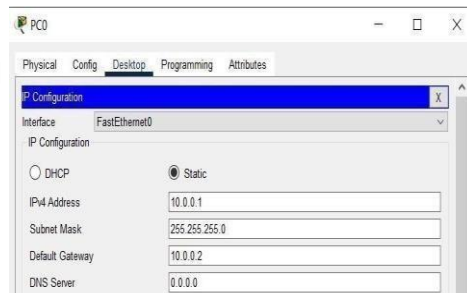 PC0
Physical Config Desktop Programming Attributes
IP Configuration X
Interface FastEthernet0
IP Configuration
DHCP Static
IPv4 Address 10.0.0.1
Subnet Mask 255.255.255.0
Default Gateway 10.0.0.2
DNS Server 0.0.0.0